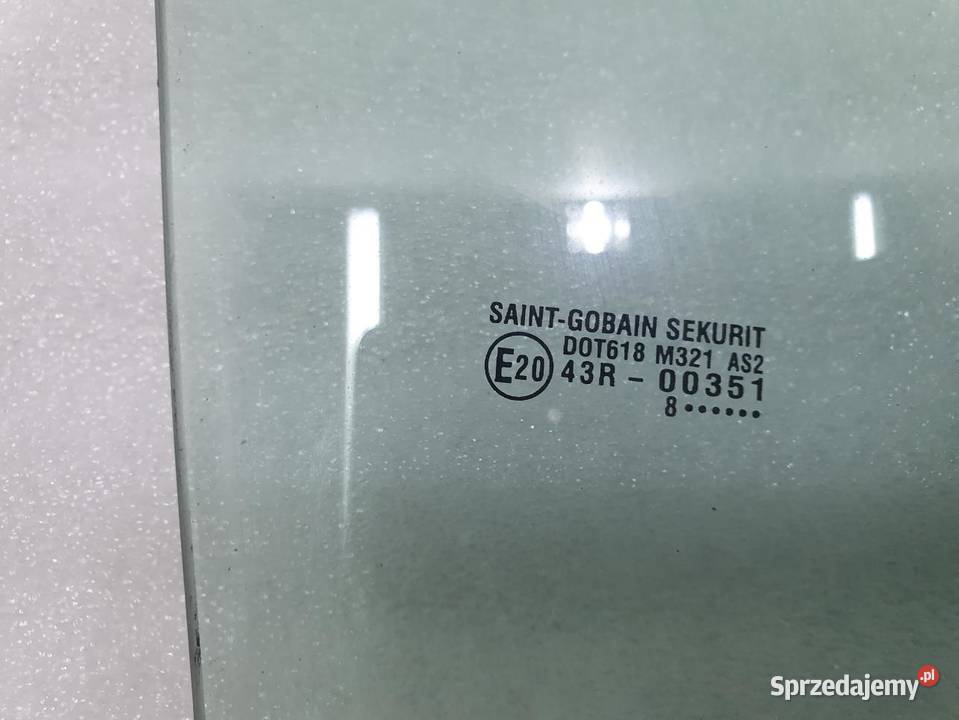 SAINT-GOBAIN SEKURIT
DOT618 M321 AS2
E20 43R - 00351
8••••••
Sprzedajemy.pl